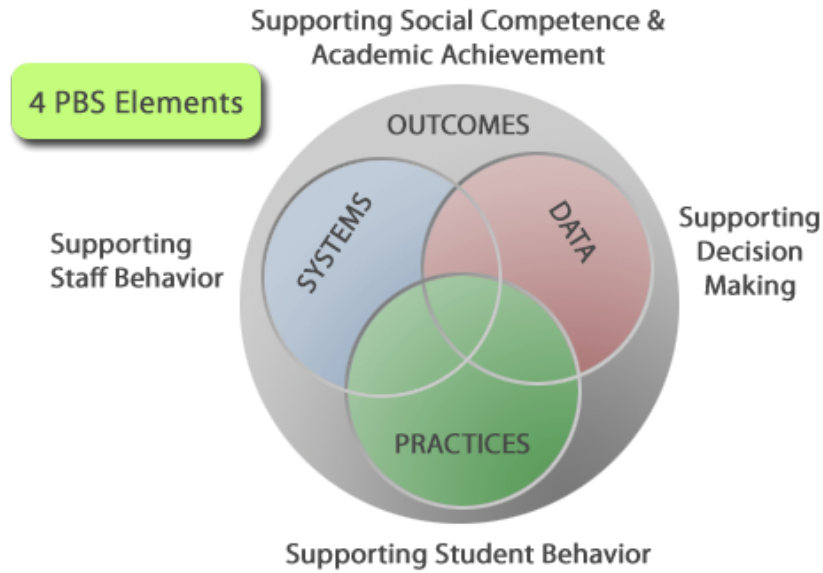 Supporting Social Competence &
Academic Achievement
4 PBS Elements
OUTCOMES
SYSTEMS
DATA
Supporting
Staff Behavior
Supporting
Decision
Making
PRACTICES
Supporting Student Behavior